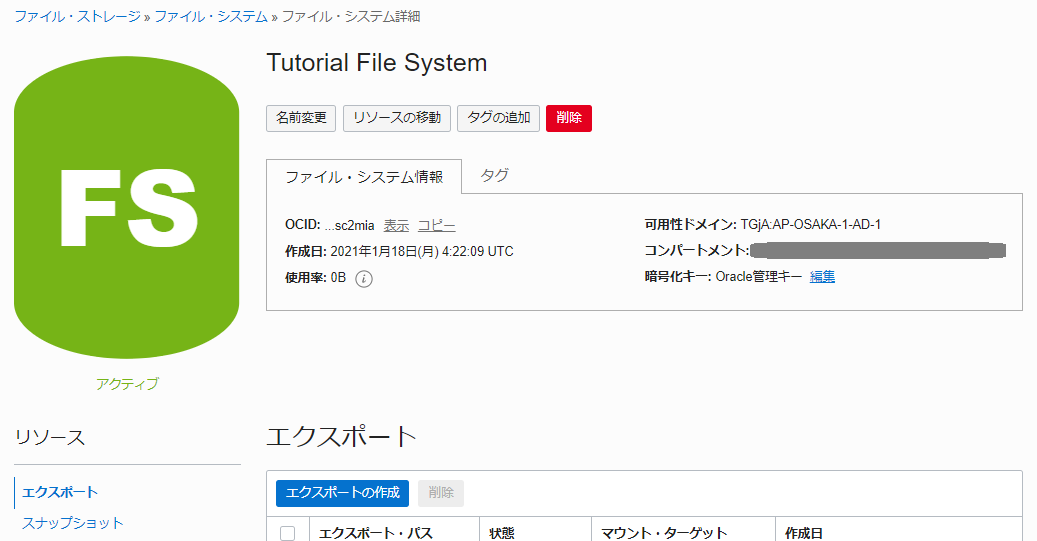 ファイル・ストレージ » ファイル・システム » ファイル・システム詳細
FS
アクティブ
Tutorial File System
名前変更 リソースの移動 タグの追加 削除
ファイル・システム情報 タグ
OCID: ...sc2mia 表示 コピー
作成日: 2021年1月18日(月) 4:22:09 UTC
使用率: 0B i
可用性ドメイン: TGjA:AP-OSAKA-1-AD-1
コンパートメント:
暗号化キー: Oracle管理キー 編集
リソース
エクスポート
スナップショット
エクスポート
エクスポートの作成 削除
エクスポート・パス 状態 マウント・ターゲット 作成日